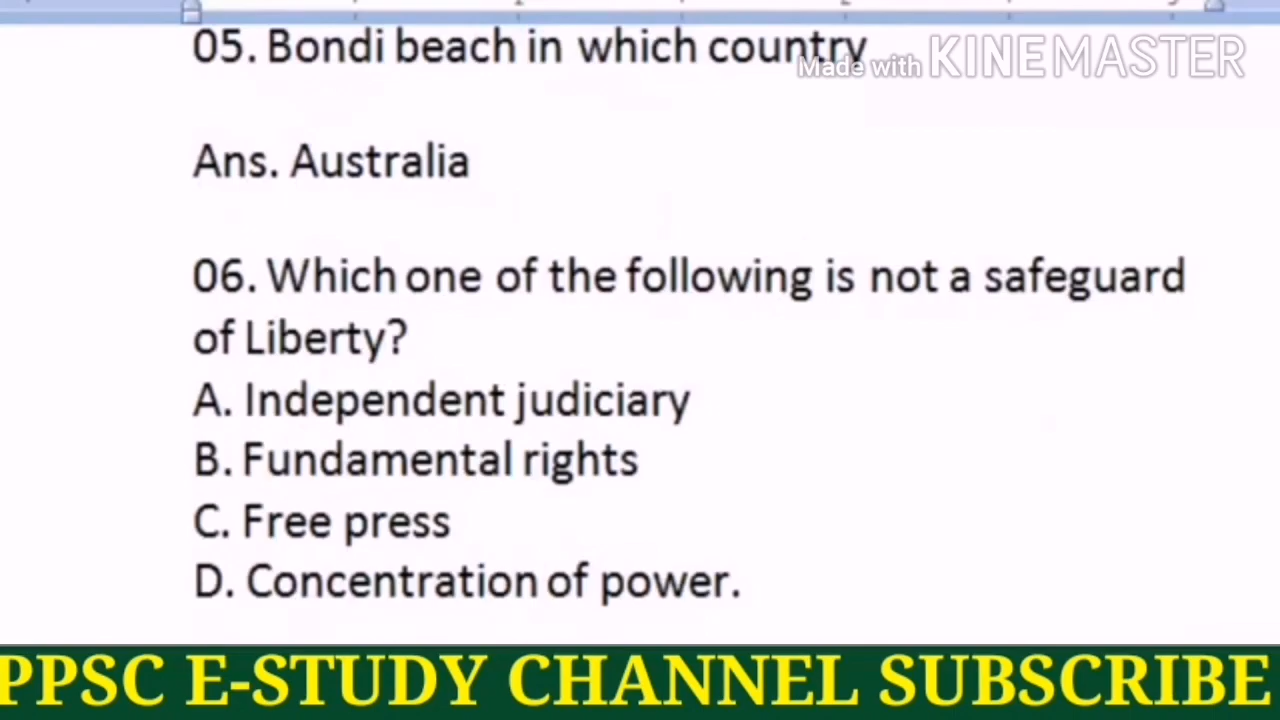 05. Bondi beach in which country
Made with KINEMASTER
Ans. Australia
06. Which one of the following is not a safeguard
of Liberty?
A. Independent judiciary
B. Fundamental rights
C. Free press
D. Concentration of power.
PPSC E-STUDY CHANNEL SUBSCRIBE